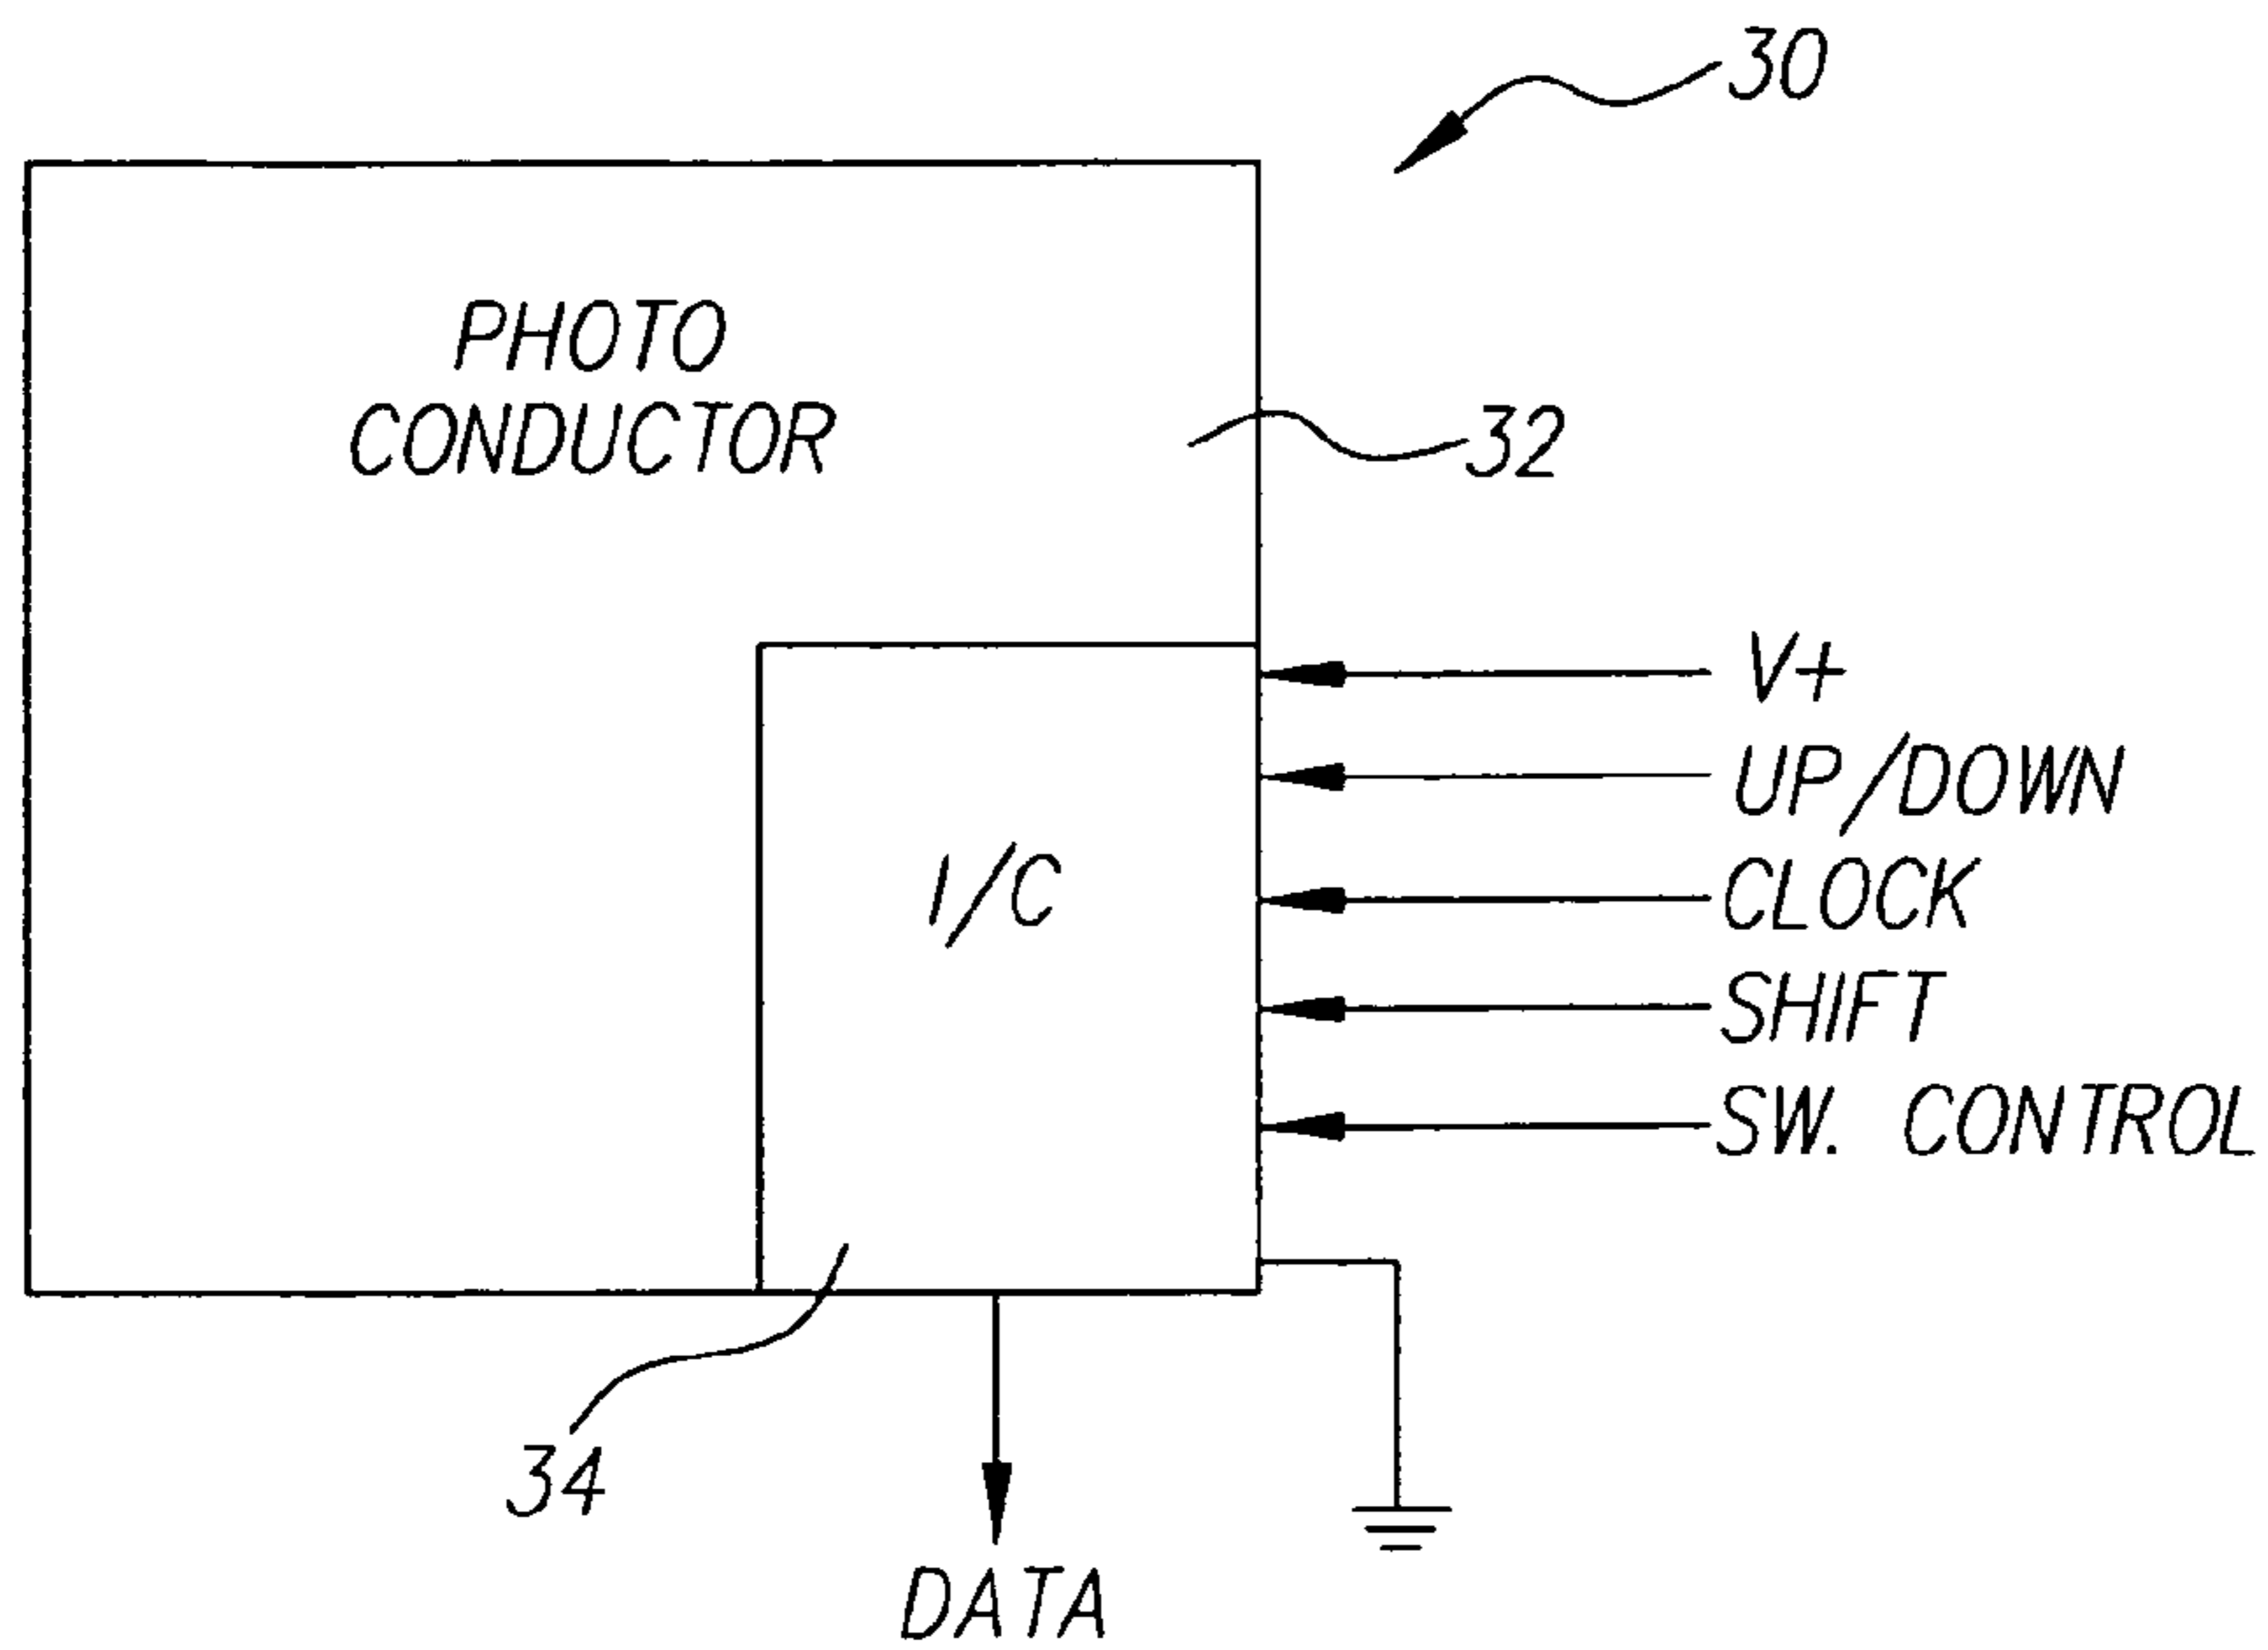 30
PHOTO
CONDUCTOR
32
V+
UP/DOWN
I/C
CLOCK
SHIFT
SW. CONTROL
34
DATA